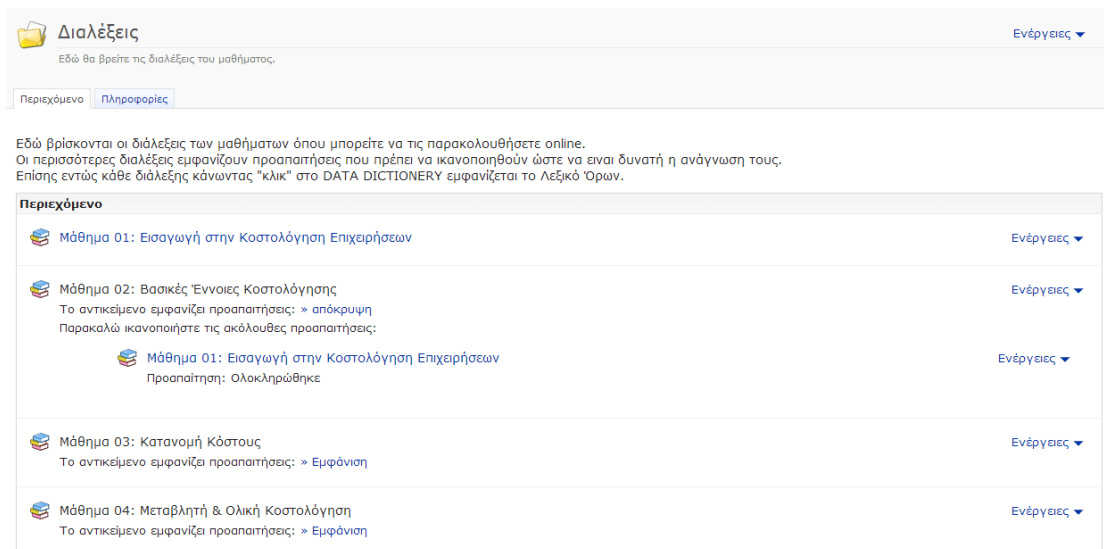 Διαλέξεις
Ενέργειες
Εδώ θα βρείτε τις διαλέξεις του μαθήματος.
Περιεχόμενο Πληροφορίες
Εδώ βρίσκονται οι διάλεξεις των μαθήματων όπου μπορείτε να τις παρακολουθήσετε online.
Οι περισσότερες διαλέξεις εμφανίζουν προαπαιτήσεις που πρέπει να ικανοποιηθούν ώστε να ειναι δυνατή η ανάγνωση τους.
Επίσης εντώς κάθε διάλεξης κάνωντας "κλικ" στο DATA DICTIONERY εμφανίζεται το Λεξικό Όρων.
Περιεχόμενο
Μάθημα 01: Εισαγωγή στην Κοστολόγηση Επιχειρήσεων
Ενέργειες
Μάθημα 02: Βασικές Έννοιες Κοστολόγησης
Ενέργειες
Το αντικείμενο εμφανίζει προαπαιτήσεις: » απόκρυψη
Παρακαλώ ικανοποιήστε τις ακόλουθες προαπαιτήσεις:
Μάθημα 01: Εισαγωγή στην Κοστολόγηση Επιχειρήσεων
Ενέργειες
Προαπαίτηση: Ολοκληρώθηκε
Μάθημα 03: Κατανομή Κόστους
Ενέργειες
Το αντικείμενο εμφανίζει προαπαιτήσεις: » Εμφάνιση
Μάθημα 04: Μεταβλητή & Ολική Κοστολόγηση
Ενέργειες
Το αντικείμενο εμφανίζει προαπαιτήσεις: » Εμφάνιση